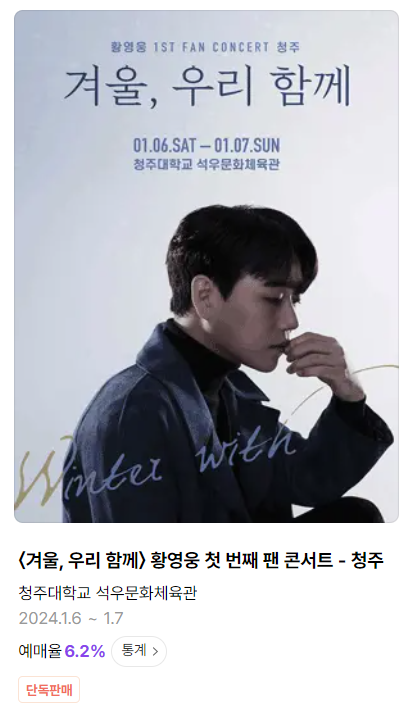 황영웅 1ST FAN CONCERT 청주
겨울, 우리 함께
01.06.SAT – 01.07.SUN
청주대학교 석우문화체육관
Winter with
〈겨울, 우리 함께〉 황영웅 첫 번째 팬 콘서트 - 청주
청주대학교 석우문화체육관
2024.1.6 ~ 1.7
예매율 6.2% 통계 >
단독판매